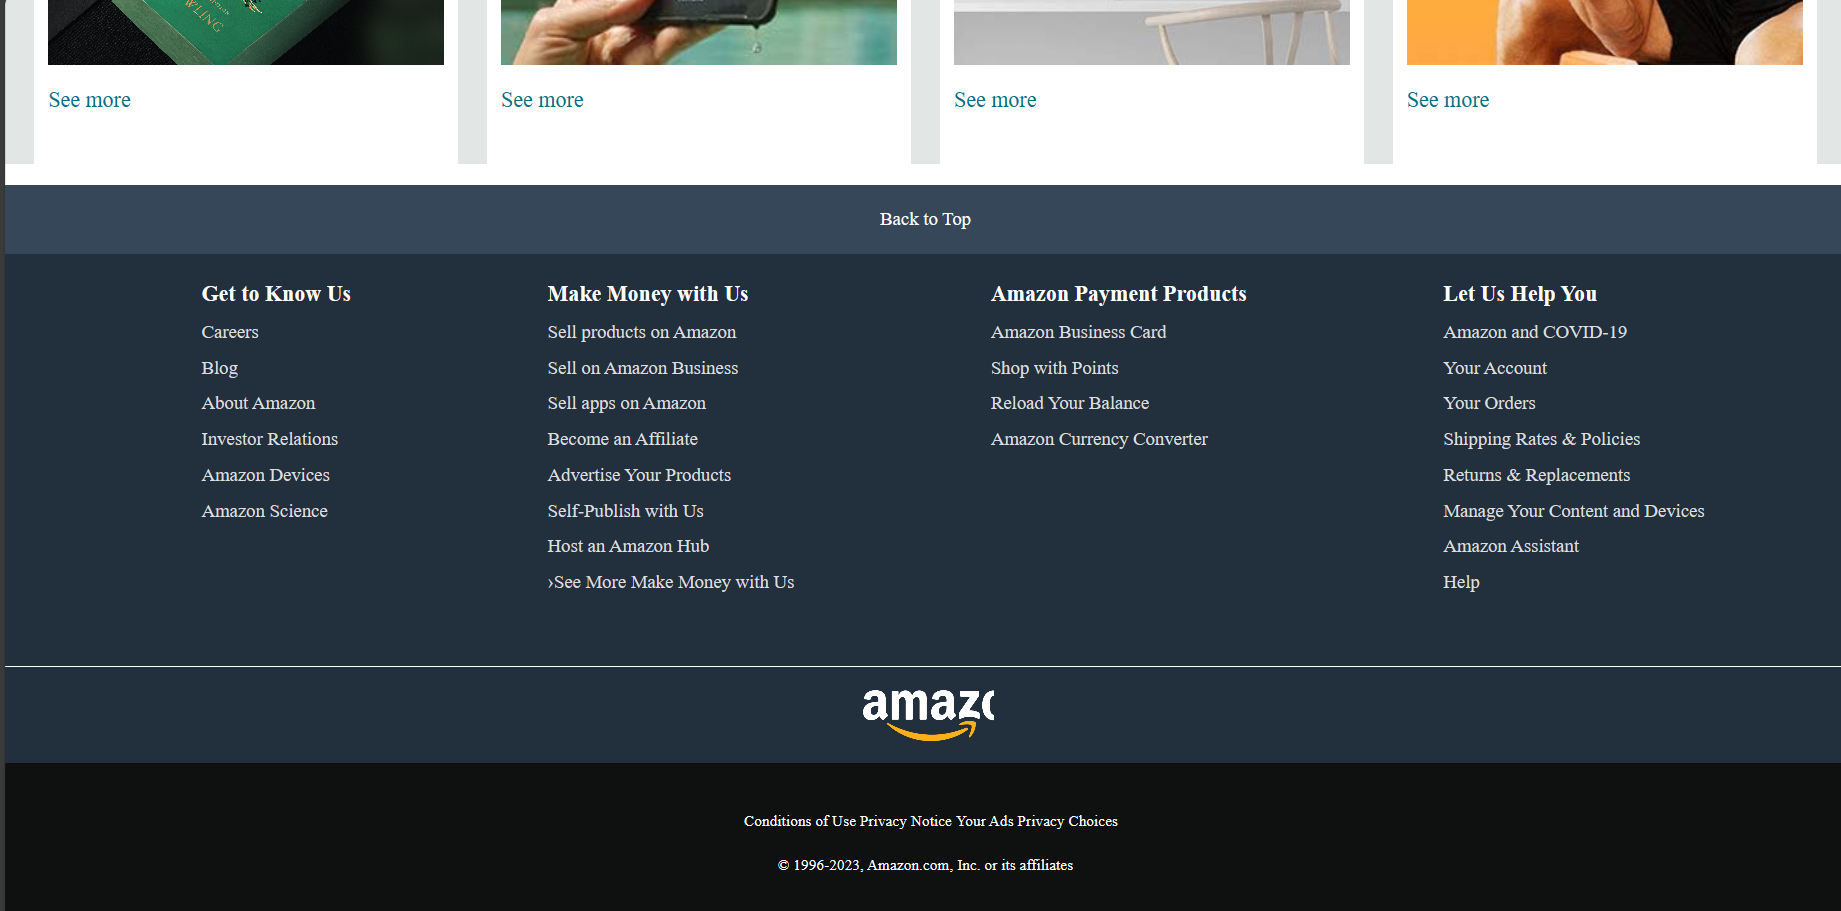 WLING
See more
See more
See more
See more
Back to Top
Get to Know Us
Careers
Blog
About Amazon
Investor Relations
Amazon Devices
Amazon Science
Make Money with Us
Sell products on Amazon
Sell on Amazon Business
Sell apps on Amazon
Become an Affiliate
Advertise Your Products
Self-Publish with Us
Host an Amazon Hub
›See More Make Money with Us
Amazon Payment Products
Amazon Business Card
Shop with Points
Reload Your Balance
Amazon Currency Converter
Let Us Help You
Amazon and COVID-19
Your Account
Your Orders
Shipping Rates & Policies
Returns & Replacements
Manage Your Content and Devices
Amazon Assistant
Help
amaz
Conditions of Use Privacy Notice Your Ads Privacy Choices
© 1996-2023, Amazon.com, Inc. or its affiliates